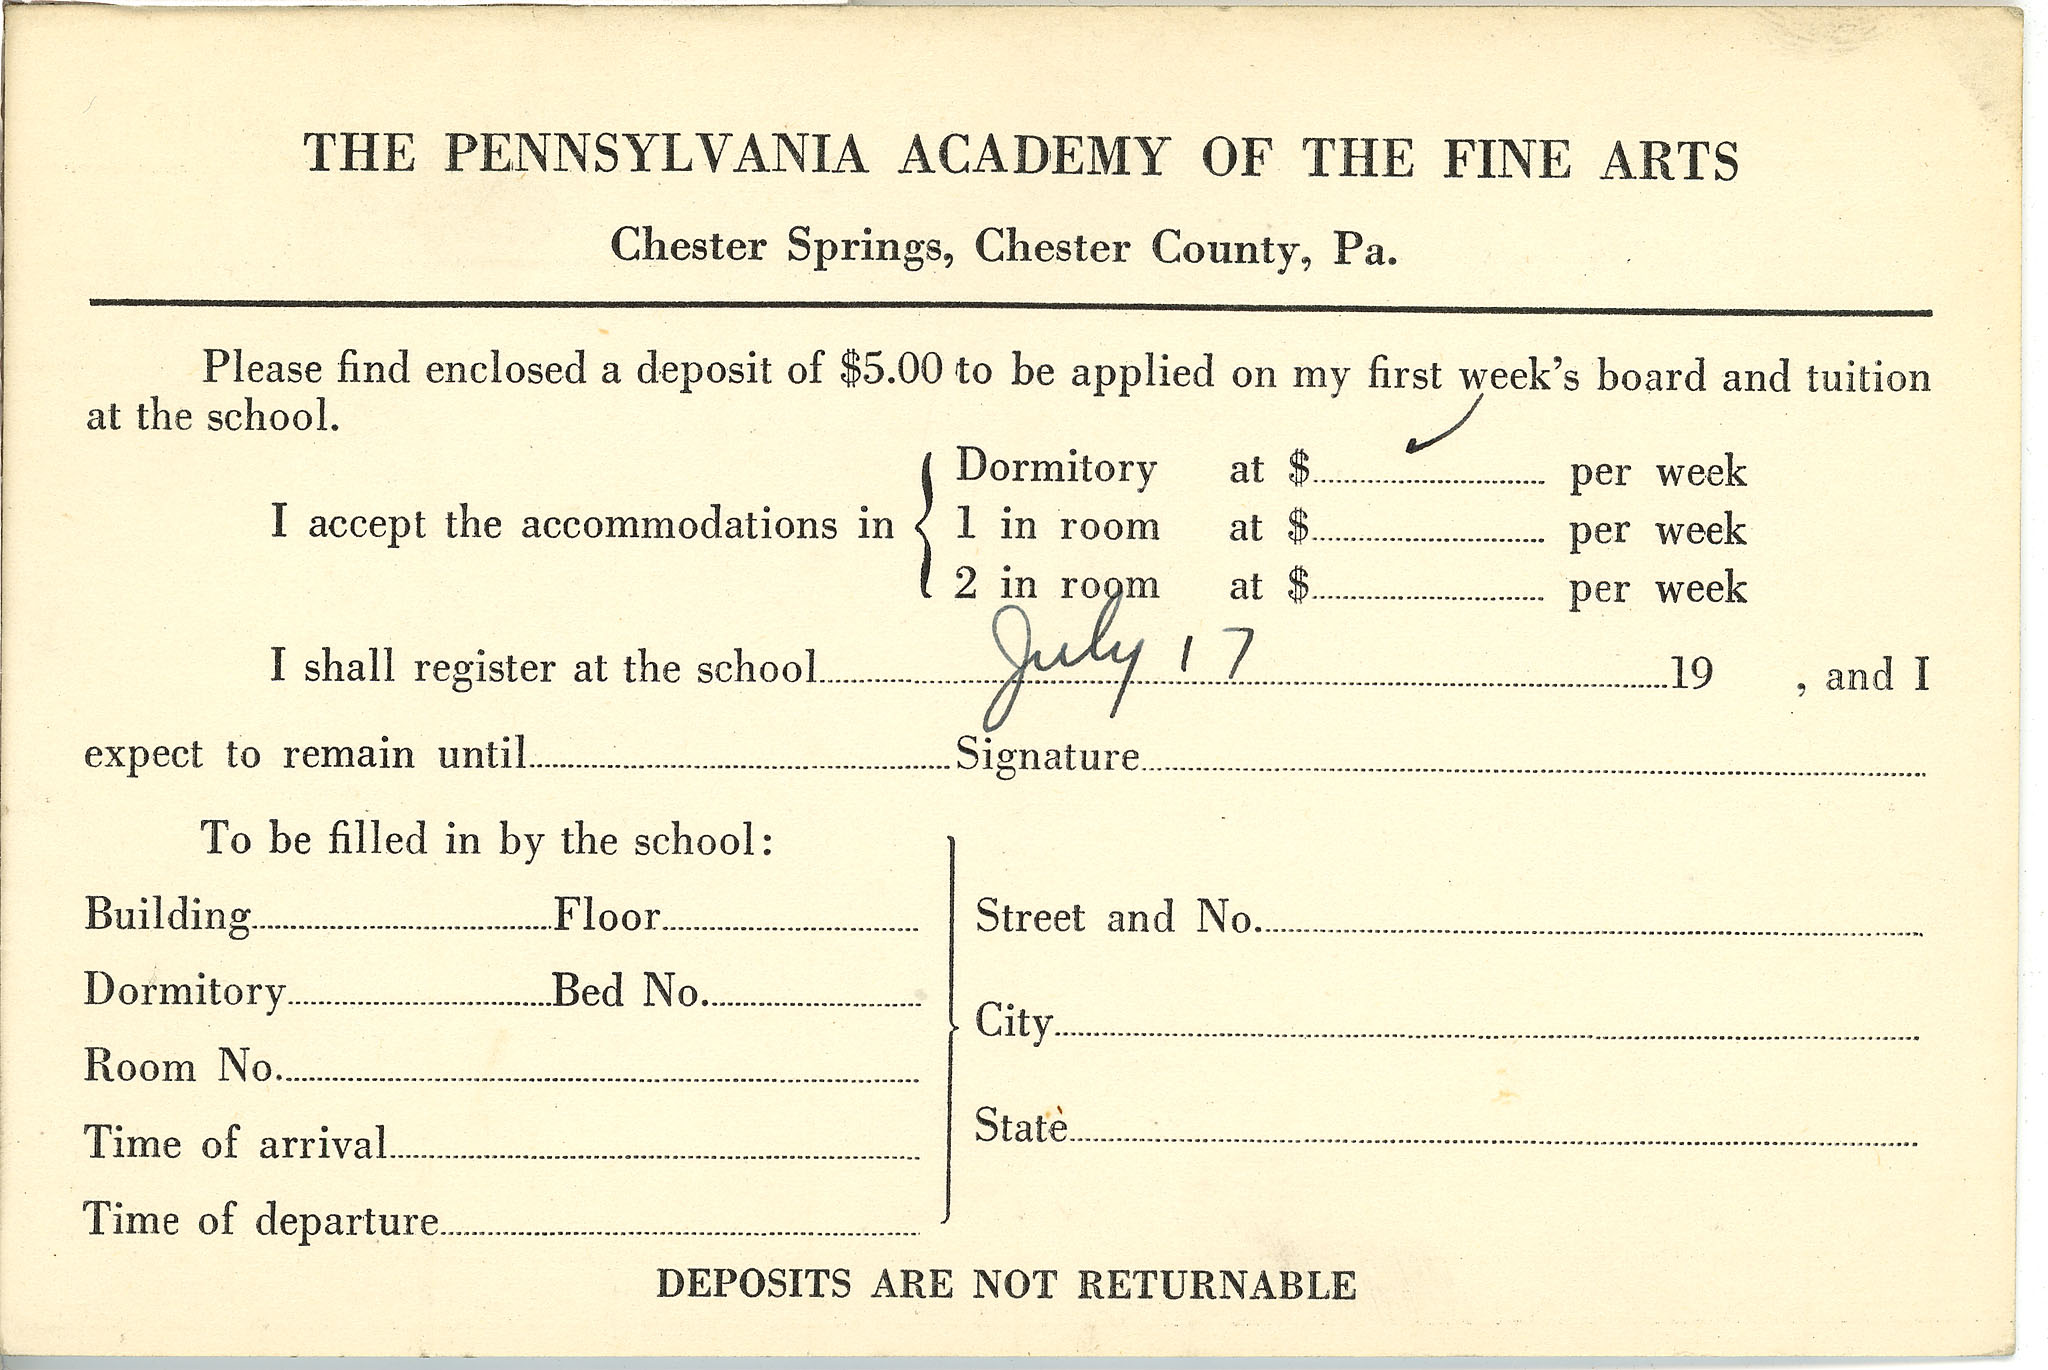 THE PENNSYLVANIA ACADEMY OF THE FINE ARTS
Chester Springs, Chester County, Pa.
Please find enclosed a deposit of $5.00 to be applied on my first week's board and tuition
at the school.
Dormitory at $ ✓ per week
I accept the accommodations in { 1 in room at $ per week
2 in room at $ per week
I shall register at the school July 17 19 , and I
expect to remain until Signature
To be filled in by the school:
Building Floor Street and No.
Dormitory Bed No.
City
Room No.
State
Time of arrival
Time of departure
DEPOSITS ARE NOT RETURNABLE